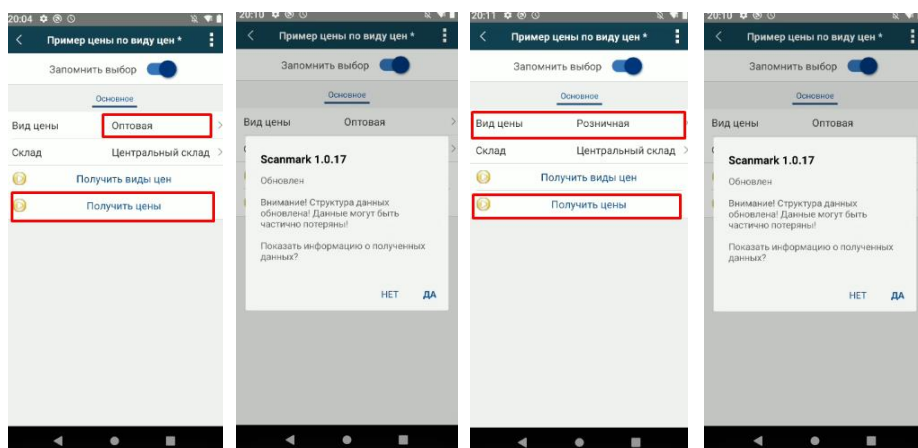 20:04
Пример цены по виду цен *
Запомнить выбор
Основное
Вид цены Оптовая
Склад Центральный склад
Получить виды цен
Получить цены
20:10
Пример цены по виду цен *
Запомнить выбор
Основное
Вид цены Оптовая
Scanmark 1.0.17
Обновлен
Внимание! Структура данных
обновлена! Данные могут быть
частично потеряны!
Показать информацию о полученных
данных?
НЕТ ДА
20:11
Пример цены по виду цен *
Запомнить выбор
Основное
Вид цены Розничная
Склад Центральный склад
Получить виды цен
Получить цены
20:10
Пример цены по виду цен *
Запомнить выбор
Основное
Вид цены Оптовая
Scanmark 1.0.17
Обновлен
Внимание! Структура данных
обновлена! Данные могут быть
частично потеряны!
Показать информацию о полученных
данных?
НЕТ ДА